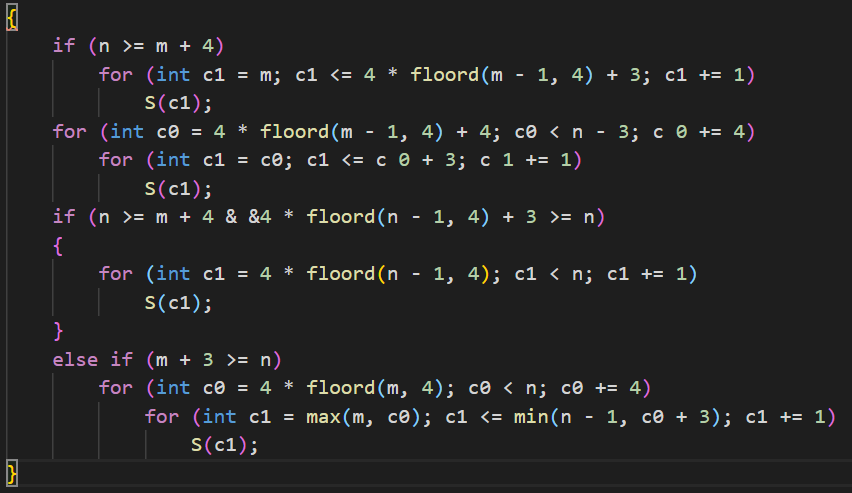 {
if (n >= m + 4)
for (int c1 = m; c1 <= 4 * floord(m - 1, 4) + 3; c1 += 1)
S(c1);
for (int c0 = 4 * floord(m - 1, 4) + 4; c0 < n - 3; c 0 += 4)
for (int c1 = c0; c1 <= c 0 + 3; c 1 += 1)
S(c1);
if (n >= m + 4 & &4 * floord(n - 1, 4) + 3 >= n)
{
for (int c1 = 4 * floord(n - 1, 4); c1 < n; c1 += 1)
S(c1);
}
else if (m + 3 >= n)
for (int c0 = 4 * floord(m, 4); c0 < n; c0 += 4)
for (int c1 = max(m, c0); c1 <= min(n - 1, c0 + 3); c1 += 1)
S(c1);
}